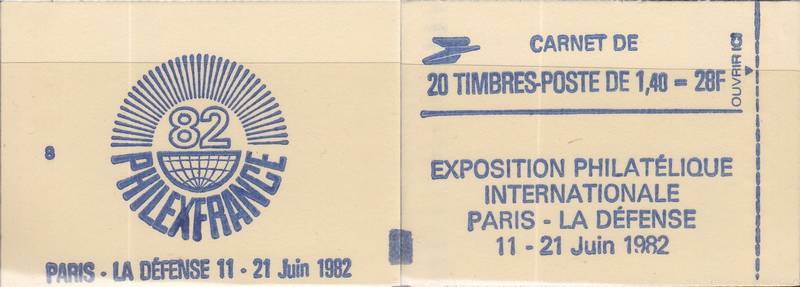 82
PHILEXFRANCE
8
PARIS - LA DÉFENSE 11 - 21 Juin 1982
CARNET DE
20 TIMBRES-POSTE DE 1,40 = 28F
OUVRIR ICI
EXPOSITION PHILATÉLIQUE
INTERNATIONALE
PARIS - LA DÉFENSE
11 - 21 Juin 1982